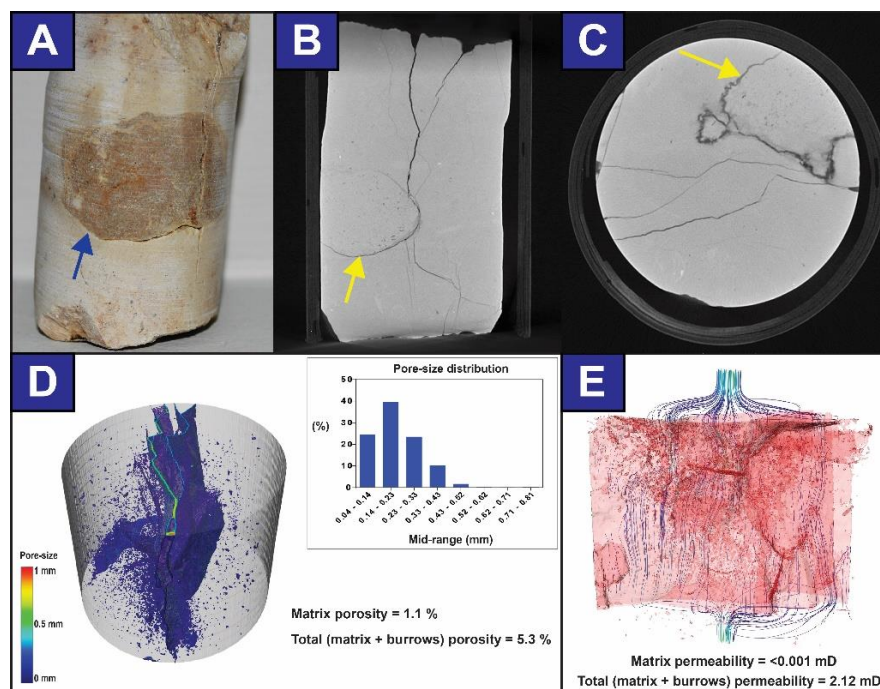 A
B
C
D
Pore-size distribution
(%)
50
40
30
20
10
0
0.04 - 0.14
0.14 - 0.23
0.23 - 0.33
0.33 - 0.43
0.43 - 0.52
0.52 - 0.62
0.62 - 0.71
0.71 - 0.81
Mid-range (mm)
Pore-size
1 mm
0.5 mm
0 mm
Matrix porosity = 1.1 %
Total (matrix + burrows) porosity = 5.3 %
E
Matrix permeability = <0.001 mD
Total (matrix + burrows) permeability = 2.12 mD